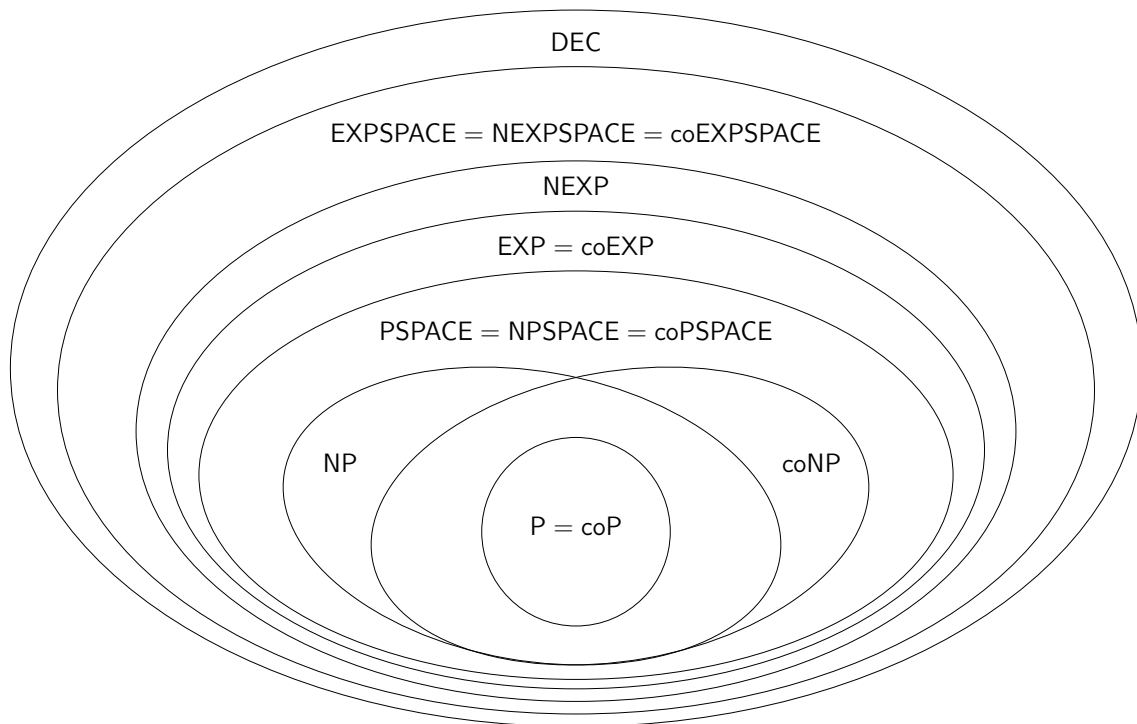 DEC
EXPSPACE = NEXPSPACE = coEXPSPACE
NEXP
EXP = coEXP
PSPACE = NPSPACE = coPSPACE
NP
coNP
P = coP